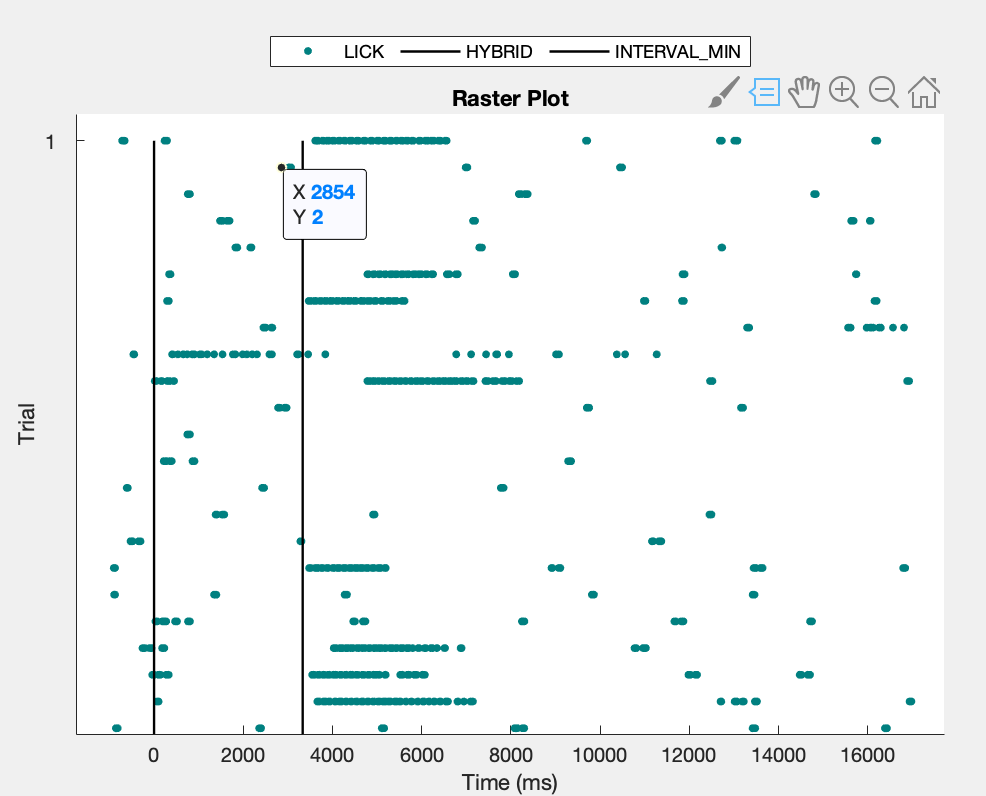 LICK HYBRID INTERVAL_MIN
Raster Plot
1
X 2854
Y 2
Trial
0 2000 4000 6000 8000 10000 12000 14000 16000
Time (ms)